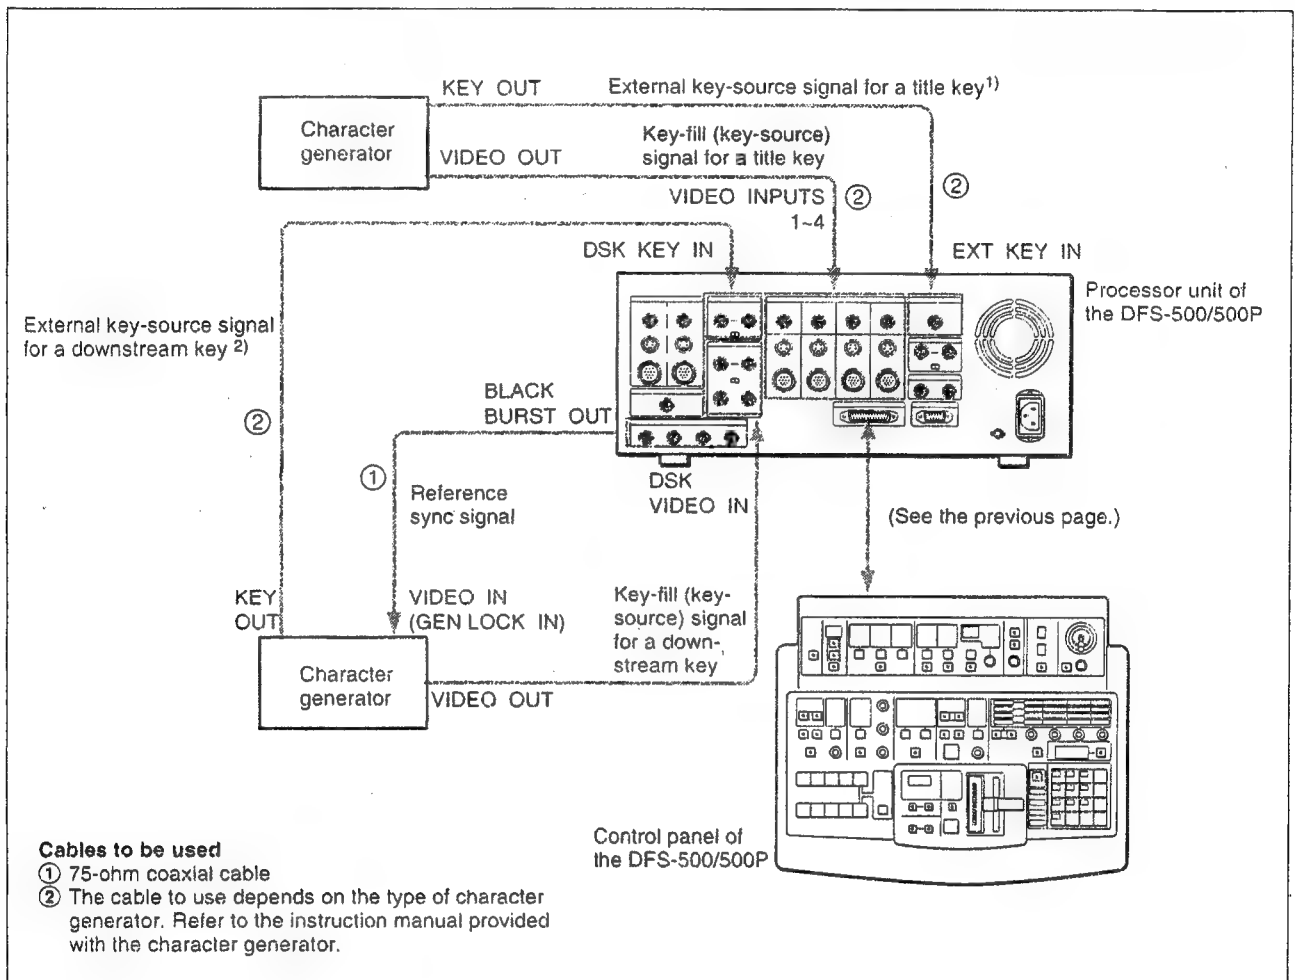 KEY OUT
External key-source signal for a title key1)
Character
generator
Key-fill (key-source)
signal for a title key
VIDEO OUT
VIDEO INPUTS
1~4
②
②
DSK KEY IN
EXT KEY IN
Processor unit of
the DFS-500/500P
External key-source signal
for a downstream key 2)
BLACK
BURST OUT
②
①
Reference
sync signal
DSK
VIDEO IN
(See the previous page.)
KEY
OUT
VIDEO IN
(GEN LOCK IN)
Key-fill (key-
source) signal
for a down-
stream key
Character
generator
VIDEO OUT
Control panel of
the DFS-500/500P
Cables to be used
① 75-ohm coaxial cable
② The cable to use depends on the type of character
generator. Refer to the instruction manual provided
with the character generator.